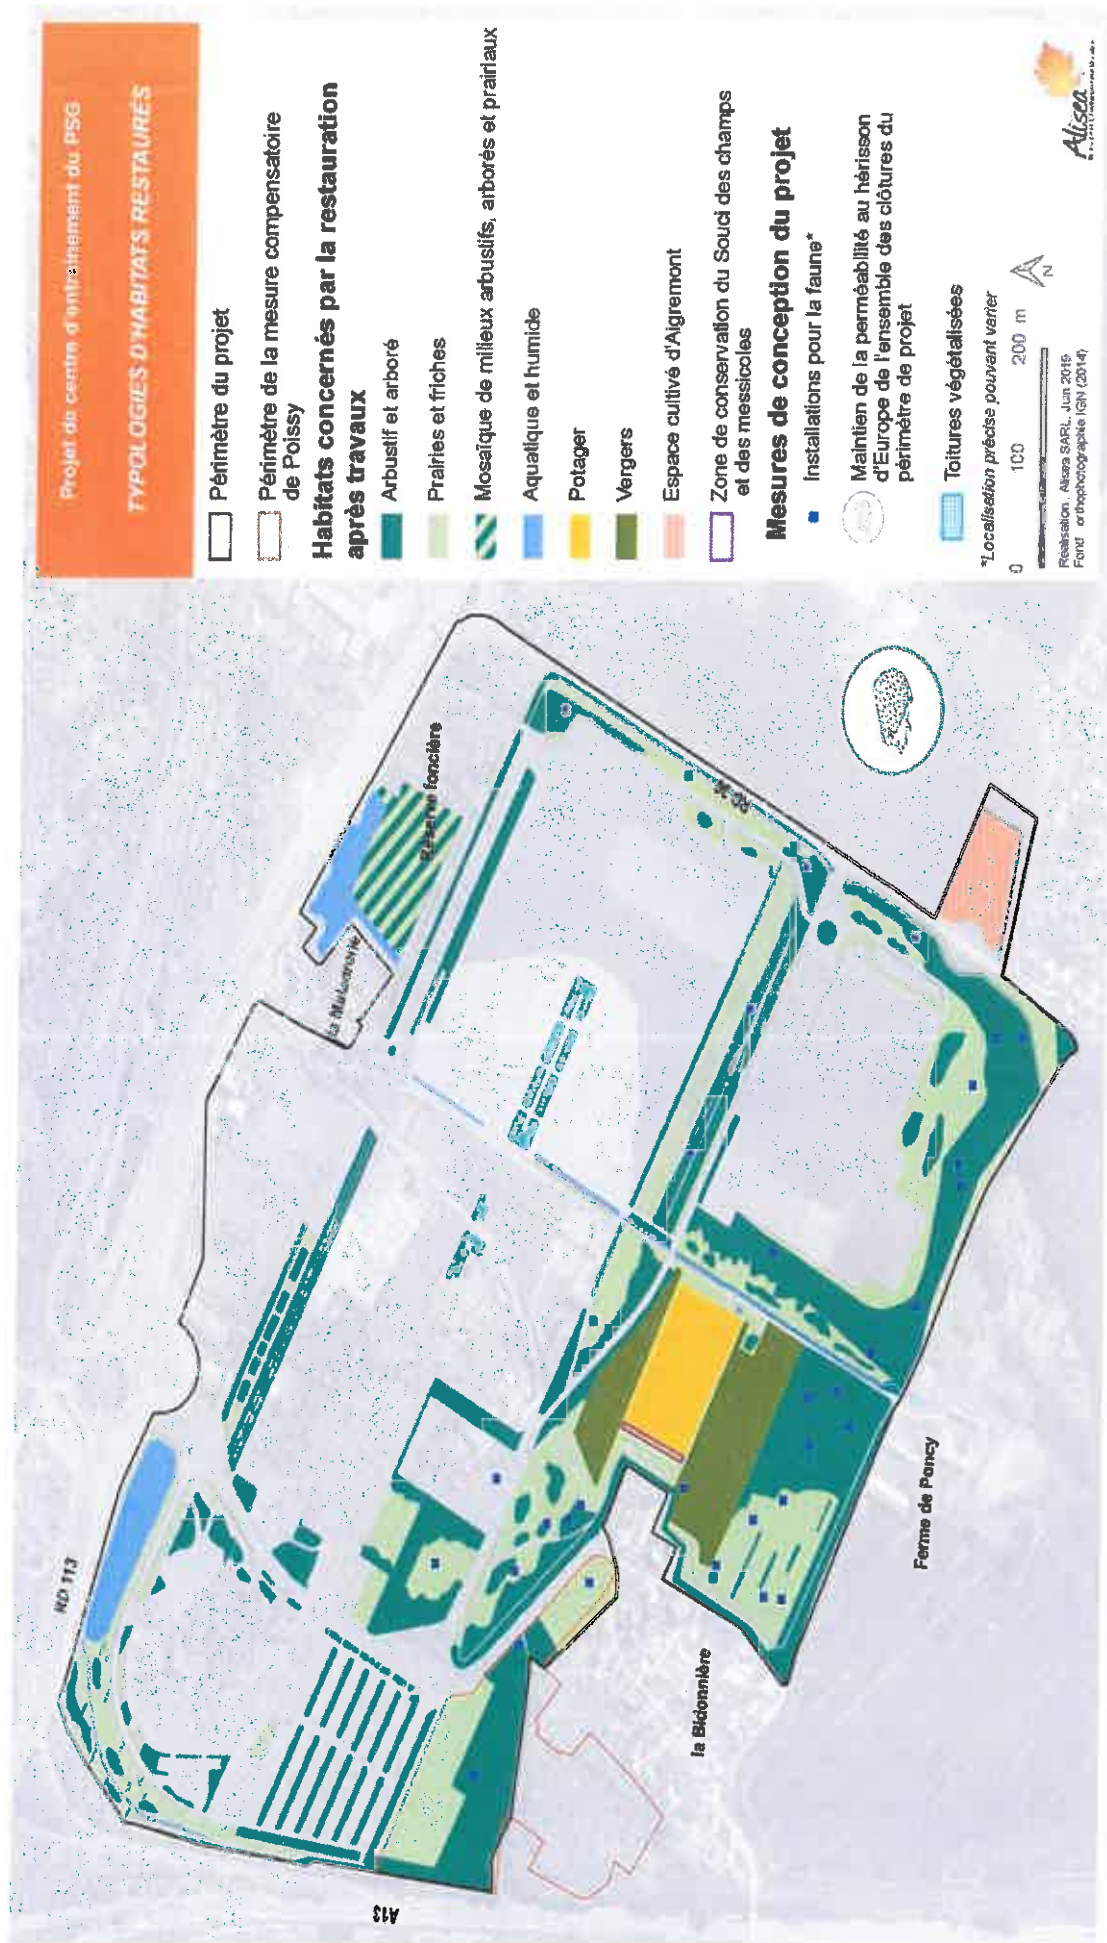 Projet de centre d'entraînement du PSG
TYPOLOGIES D'HABITATS RESTAURÉS
Périmètre du projet
Périmètre de la mesure compensatoire
de Poissy
Habitats concernés par la restauration
après travaux
Arbustif et arboré
Prairies et friches
Mosaïque de milieux arbustifs, arborés et prairiaux
Aquatique et humide
Potager
Vergers
Espace cultivé d'Aigremont
Zone de conservation du Souci des champs
et des messicoles
Mesures de conception du projet
Installations pour la faune*
Maintien de la perméabilité au hérisson
d'Europe de l'ensemble des clôtures du
périmètre de projet
Toitures végétalisées
*Localisation précise pouvant varier
0 100 200 m
N
Réalisation Alisea SARL, Juin 2019
Fond orthophotographie IGN (2014)
Alisea
RD 113
A13
la Maladrerie
Réserve foncière
RD 30
la Bidonnière
Ferme de Poncy